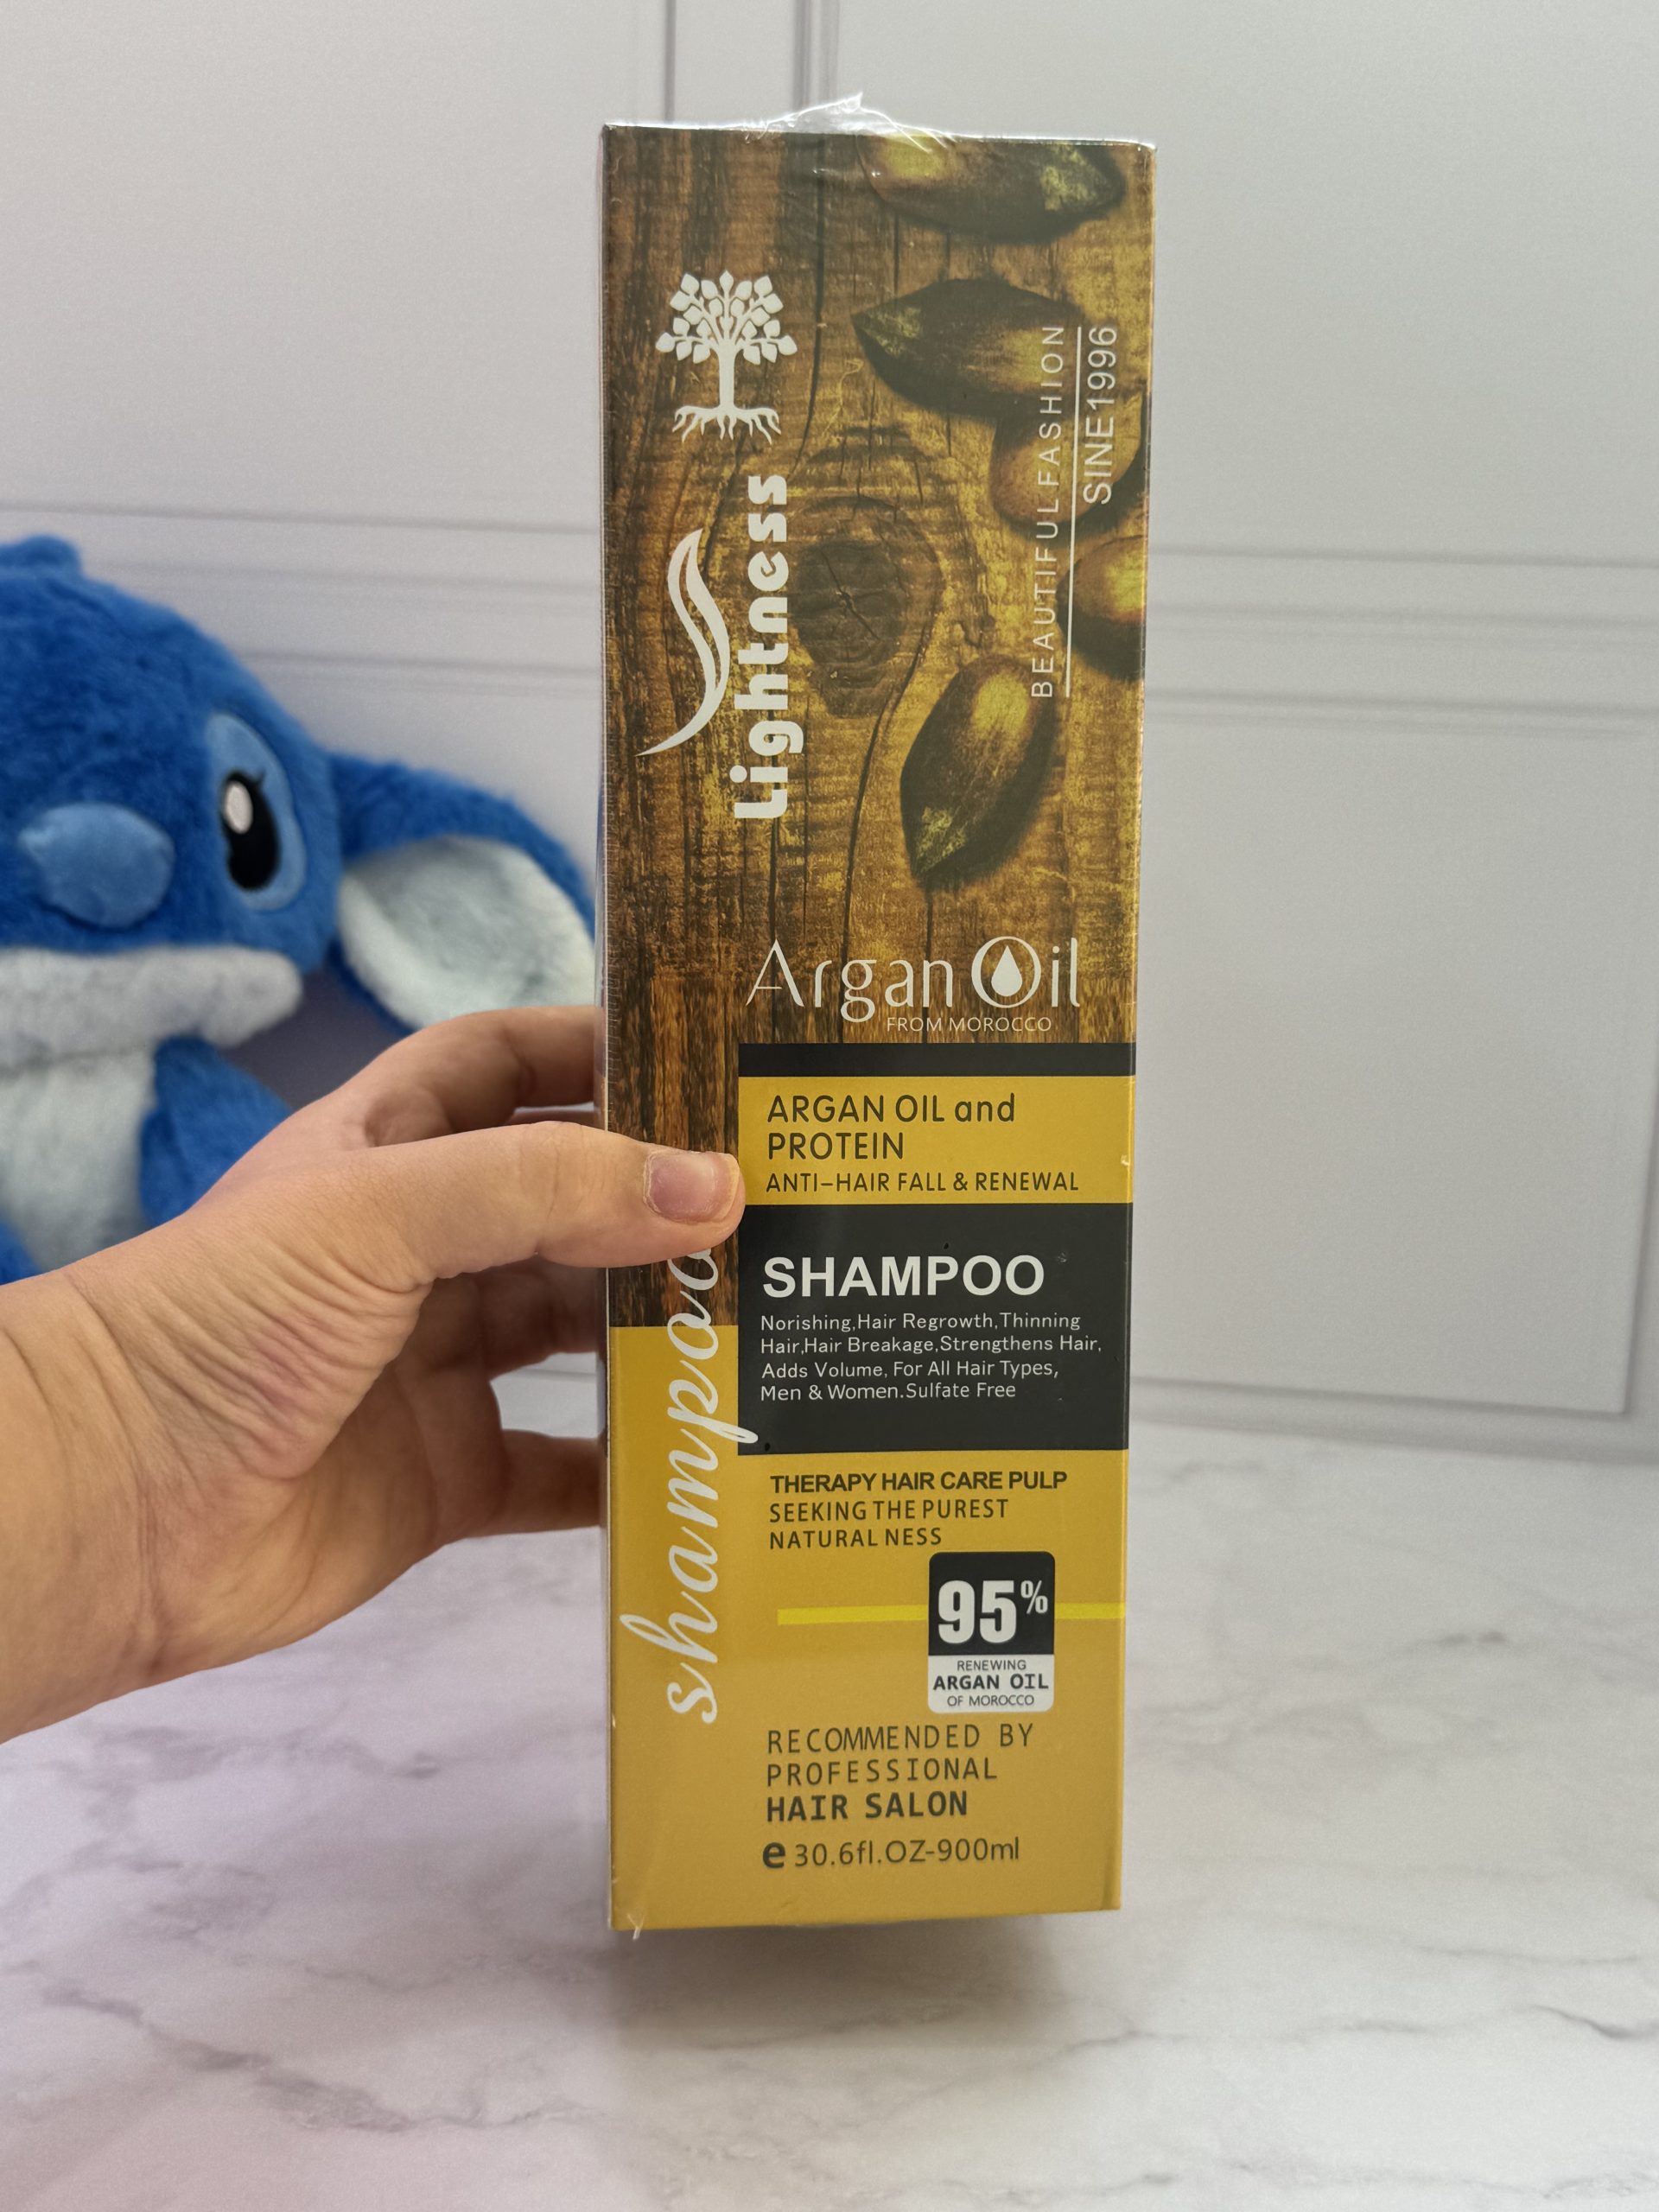 Lightness
BEAUTIFUL FASHION
SINE1996
Argan Oil
FROM MOROCCO
ARGAN OIL and
PROTEIN
ANTI-HAIR FALL & RENEWAL
SHAMPOO
Norishing,Hair Regrowth,Thinning
Hair,Hair Breakage,Strengthens Hair,
Adds Volume, For All Hair Types,
Men & Women.Sulfate Free
shampoo
THERAPY HAIR CARE PULP
SEEKING THE PUREST
NATURAL NESS
95%
RENEWING
ARGAN OIL
OF MOROCCO
RECOMMENDED BY
PROFESSIONAL
HAIR SALON
e 30.6fl.OZ-900ml